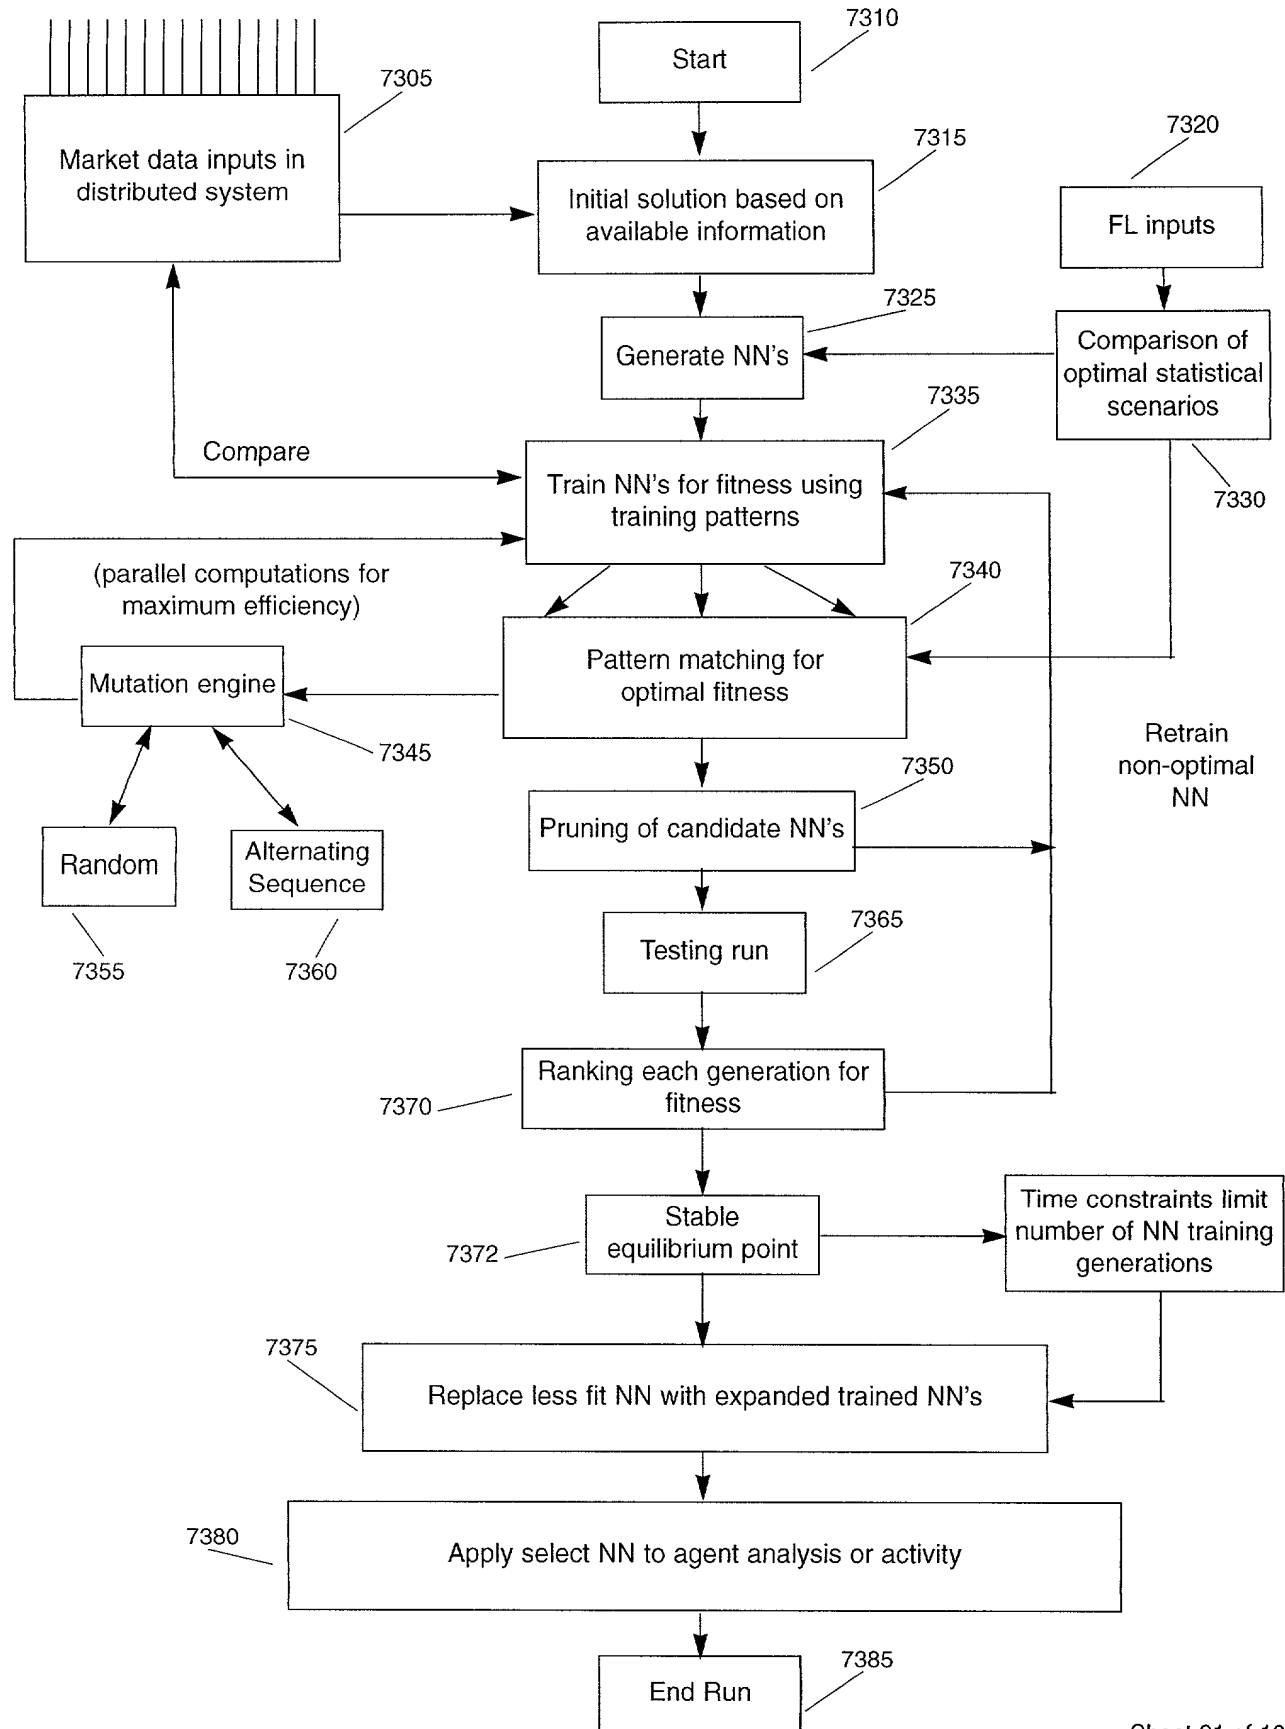 7310
Start
7305
Market data inputs in
distributed system
7315
Initial solution based on
available information
7320
FL inputs
7325
Generate NN's
Comparison of
optimal statistical
scenarios
7330
7335
Compare
Train NN's for fitness using
training patterns
(parallel computations for
maximum efficiency)
7340
Pattern matching for
optimal fitness
Mutation engine
7345
Retrain
non-optimal
NN
7350
Pruning of candidate NN's
Random
Alternating
Sequence
7355
7360
7365
Testing run
Ranking each generation for
fitness
7370
Stable
equilibrium point
7372
Time constraints limit
number of NN training
generations
7375
Replace less fit NN with expanded trained NN's
7380
Apply select NN to agent analysis or activity
7385
End Run